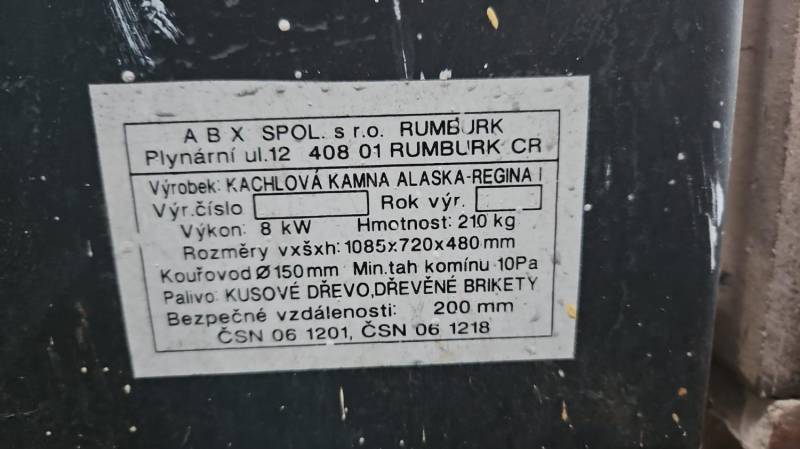 A B X SPOL. s r.o. RUMBURK
Plynární ul.12 408 01 RUMBURK CR
Výrobek: KACHLOVÁ KAMNA ALASKA-REGINA I
Výr.číslo Rok výr.
Výkon: 8 kW Hmotnost: 210 kg
Rozměry vxšxh: 1085x720x480 mm
Kouřovod Ø 150 mm Min.tah komínu 10Pa
Palivo: KUSOVÉ DŘEVO,DŘEVĚNÉ BRIKETY
Bezpečné vzdálenosti: 200 mm
ČSN 06 1201, ČSN 06 1218